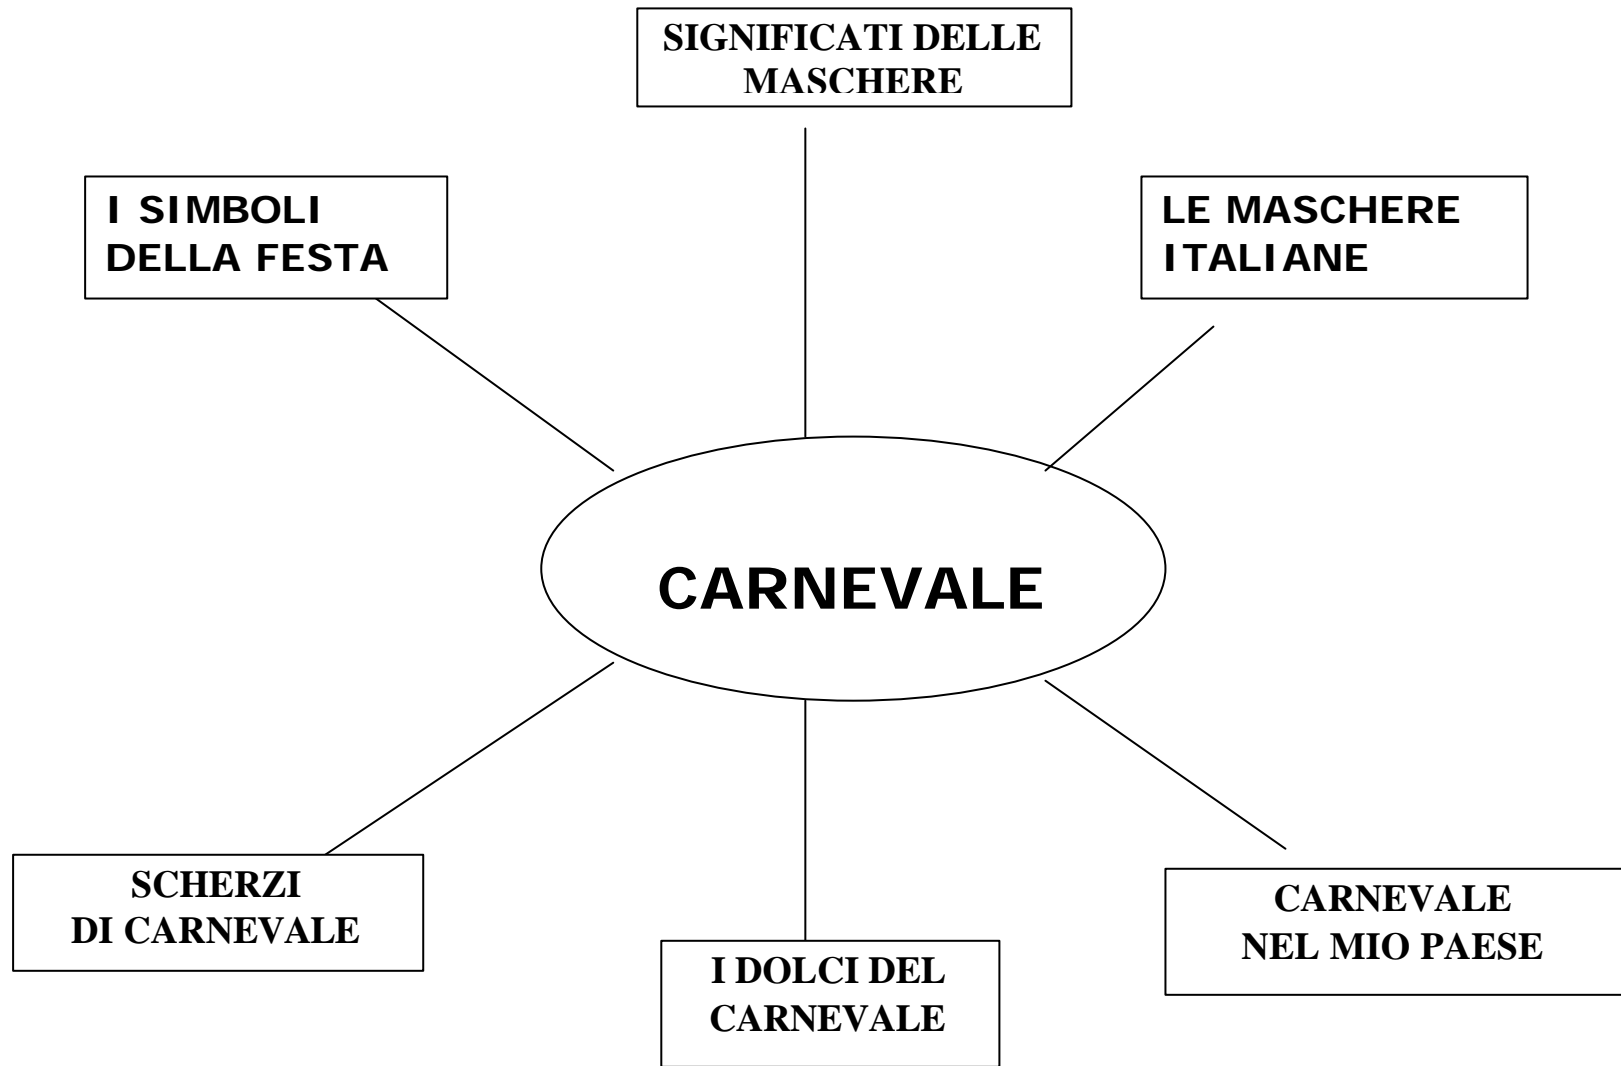 SIGNIFICATI DELLE
MASCHERE
I SIMBOLI
DELLA FESTA
LE MASCHERE
ITALIANE
CARNEVALE
SCHERZI
DI CARNEVALE
I DOLCI DEL
CARNEVALE
CARNEVALE
NEL MIO PAESE